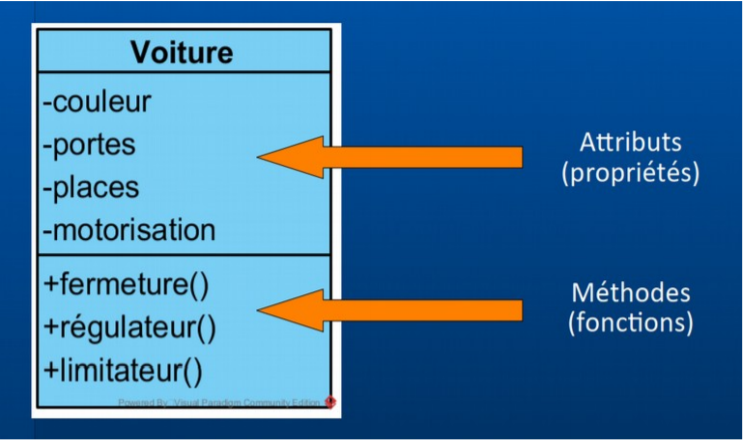 Voiture
-couleur
-portes
-places
-motorisation
+fermeture()
+régulateur()
+limitateur()
Powered By Visual Paradigm Community Edition
Attributs
(propriétés)
Méthodes
(fonctions)